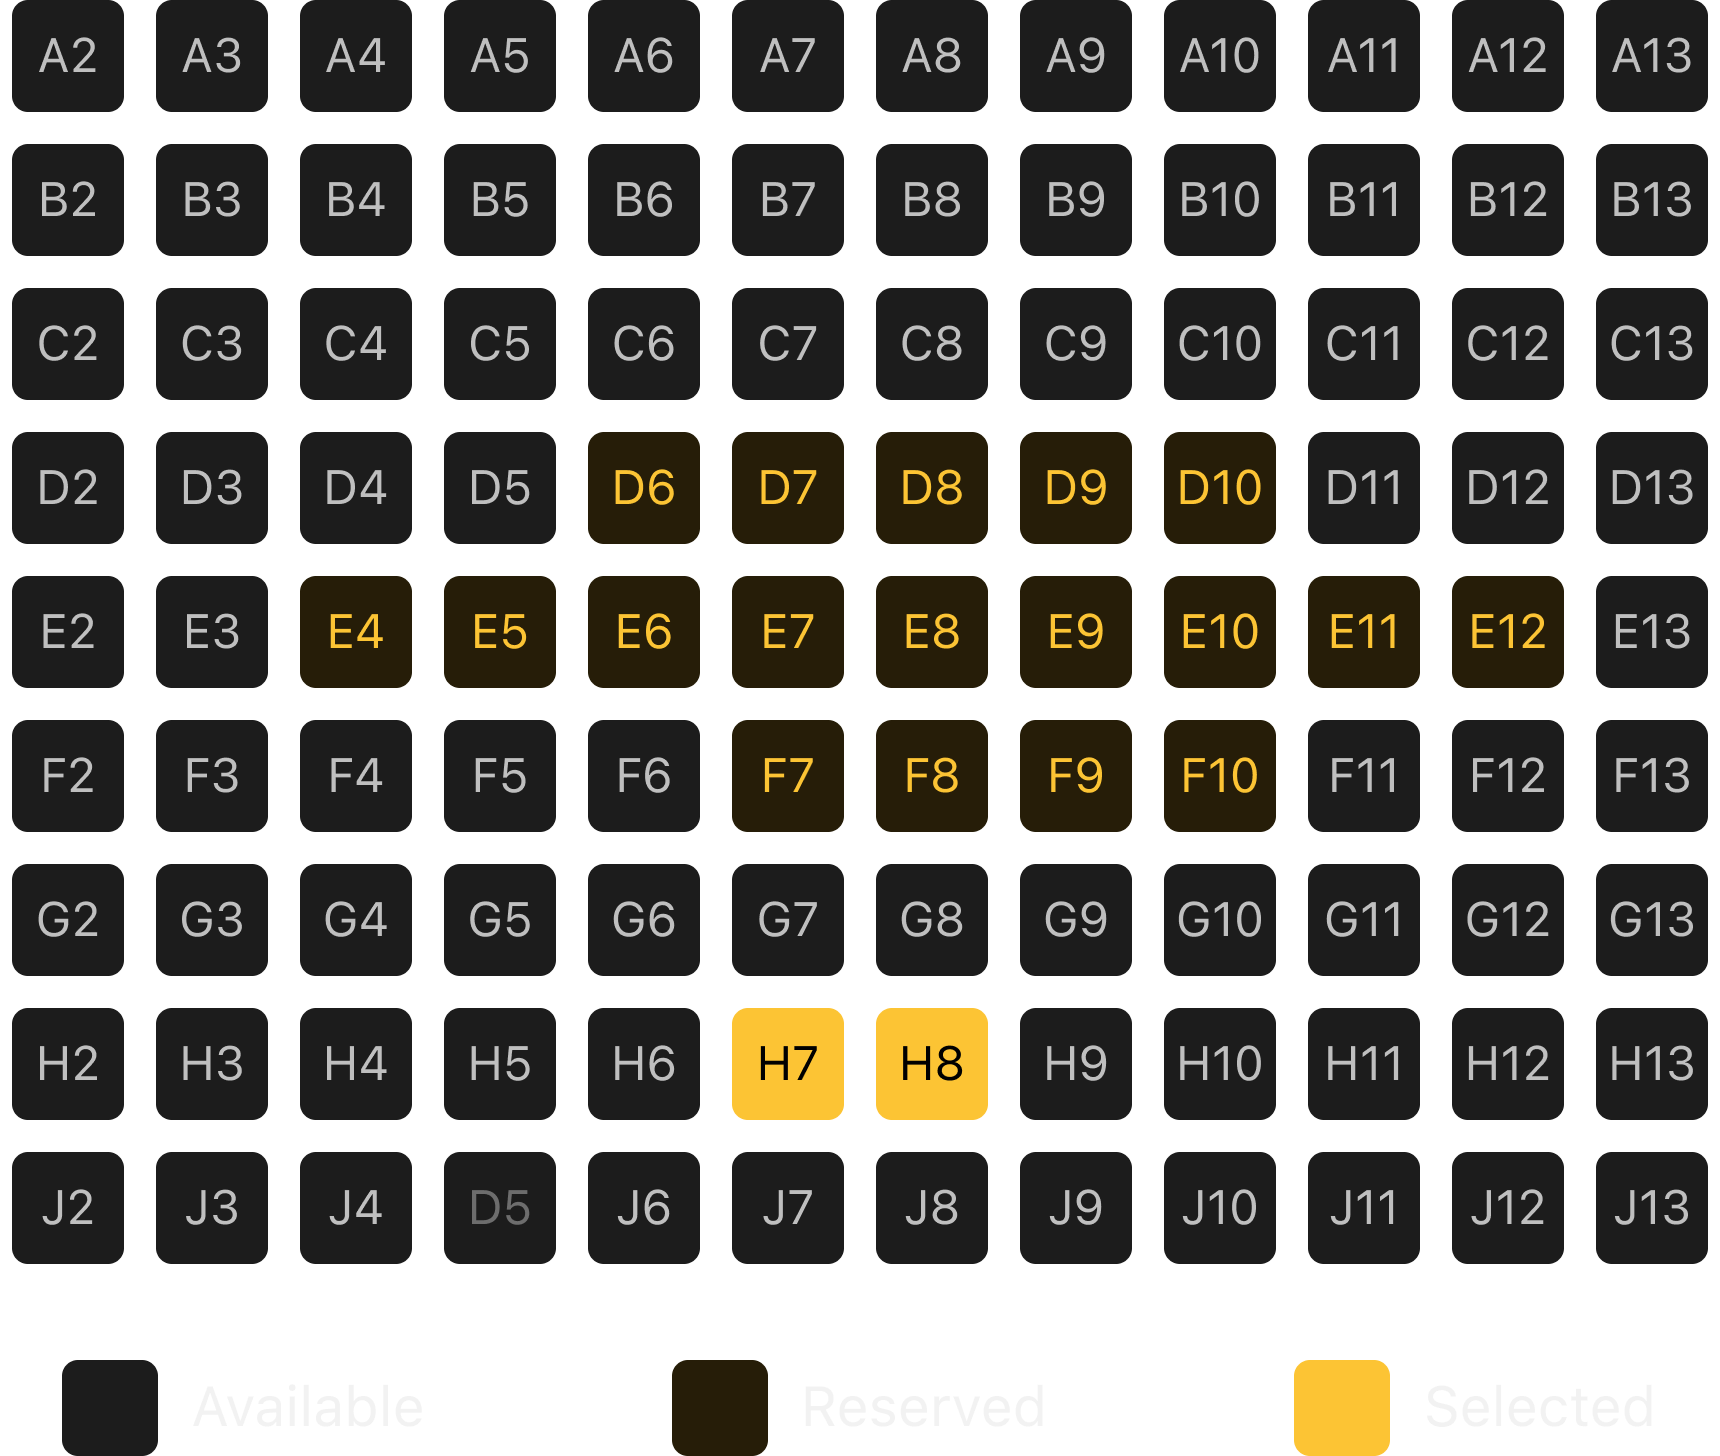 A2 A3 A4 A5 A6 A7 A8 A9 A10 A11 A12 A13
B2 B3 B4 B5 B6 B7 B8 B9 B10 B11 B12 B13
C2 C3 C4 C5 C6 C7 C8 C9 C10 C11 C12 C13
D2 D3 D4 D5 D6 D7 D8 D9 D10 D11 D12 D13
E2 E3 E4 E5 E6 E7 E8 E9 E10 E11 E12 E13
F2 F3 F4 F5 F6 F7 F8 F9 F10 F11 F12 F13
G2 G3 G4 G5 G6 G7 G8 G9 G10 G11 G12 G13
H2 H3 H4 H5 H6 H7 H8 H9 H10 H11 H12 H13
J2 J3 J4 D5 J6 J7 J8 J9 J10 J11 J12 J13
Available Reserved Selected